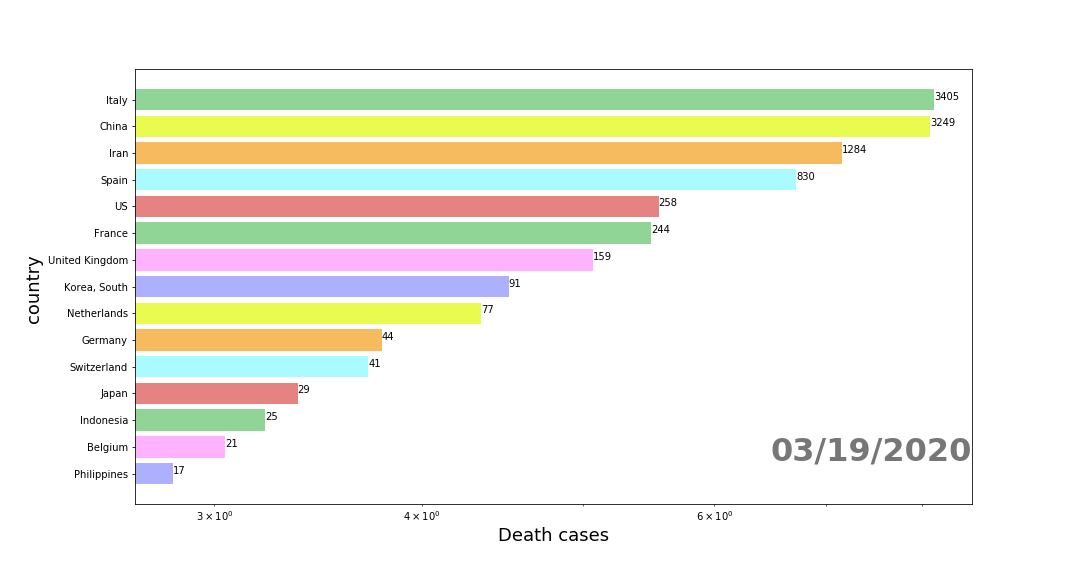 Italy 3405
China 3249
Iran 1284
Spain 830
US 258
France 244
United Kingdom 159
Korea, South 91
Netherlands 77
Germany 44
Switzerland 41
Japan 29
Indonesia 25
Belgium 21
Philippines 17
03/19/2020
country
3 × 10⁰ 4 × 10⁰ 6 × 10⁰
Death cases